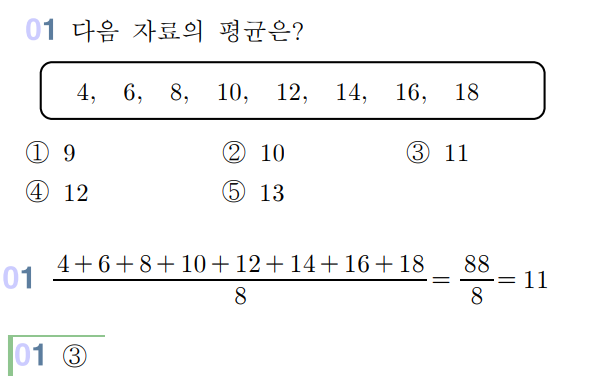 01 다음 자료의 평균은?
4, 6, 8, 10, 12, 14, 16, 18
① 9 ② 10 ③ 11
④ 12 ⑤ 13
01 (4+6+8+10+12+14+16+18)/8 = 88/8 = 11
01 ③